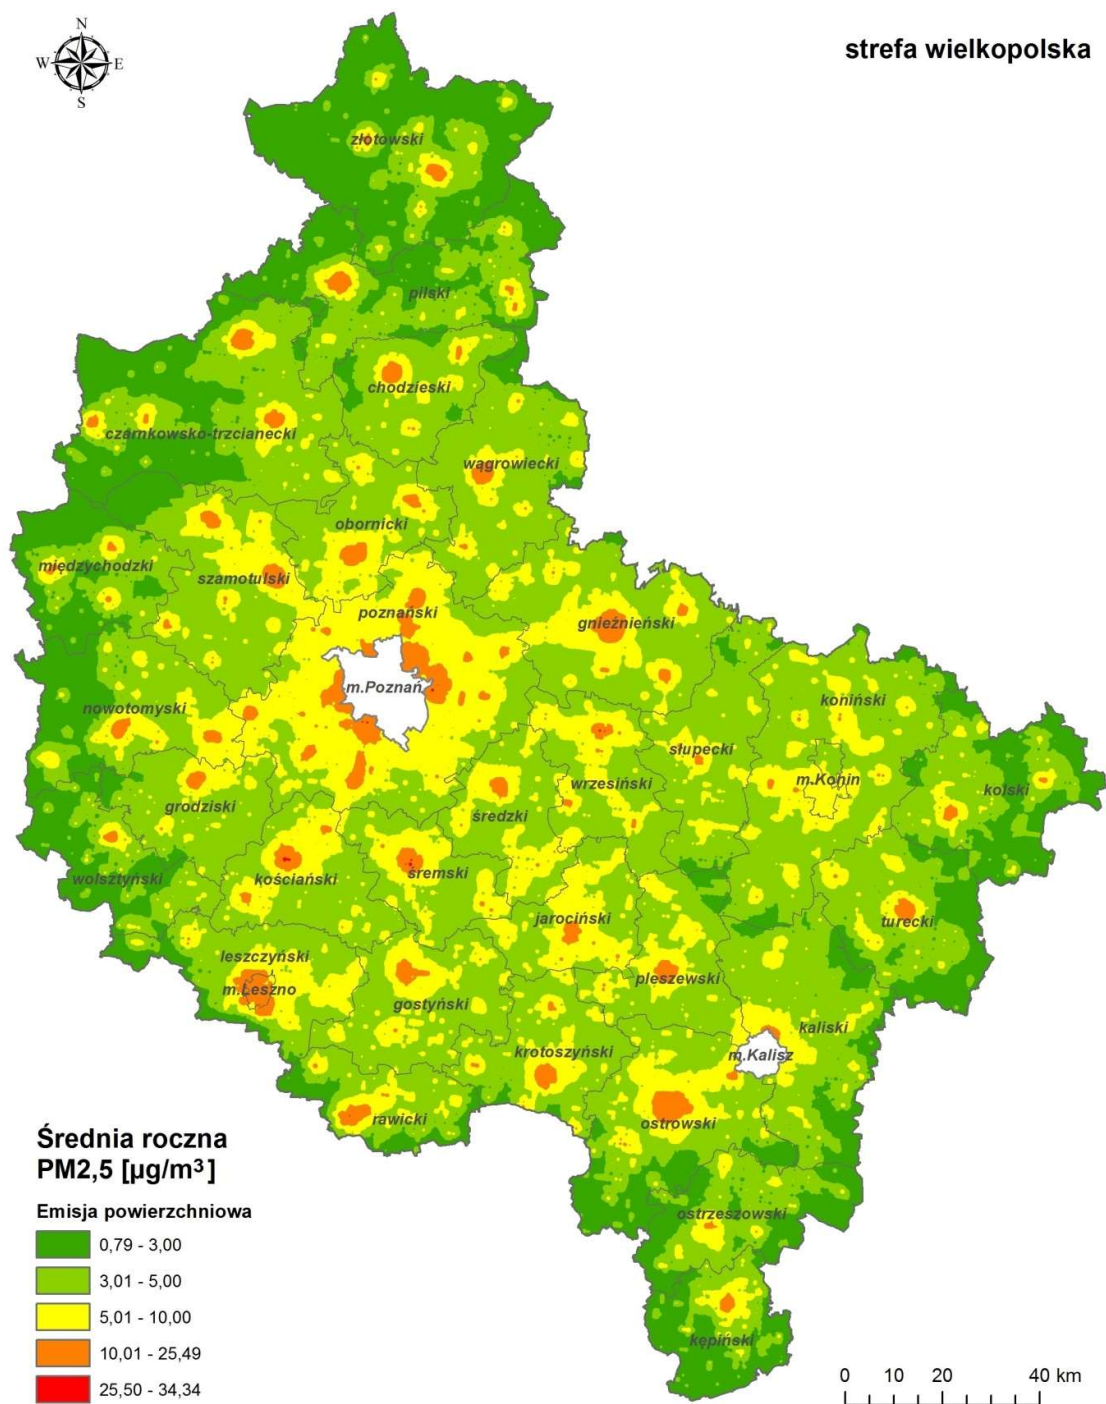 N
W E
S
strefa wielkopolska
złotowski
pilski
chodzieski
czarnkowsko-trzcianecki
wągrowiecki
obornicki
międzychodzki
szamotulski
poznański
gnieźnieński
m.Poznań
koniński
nowotomyski
słupecki
m.Konin
wrzesiński
kolski
grodziski
średzki
wolsztyński
kościański
śremski
jarociński
turecki
leszczyński
pleszewski
m.Leszno
gostyński
kaliski
krotoszyński
m.Kalisz
rawicki
ostrowski
ostrzeszowski
kępiński
Średnia roczna
PM2,5 [µg/m³]
Emisja powierzchniowa
0,79 - 3,00
3,01 - 5,00
5,01 - 10,00
10,01 - 25,49
25,50 - 34,34
0 10 20 40 km